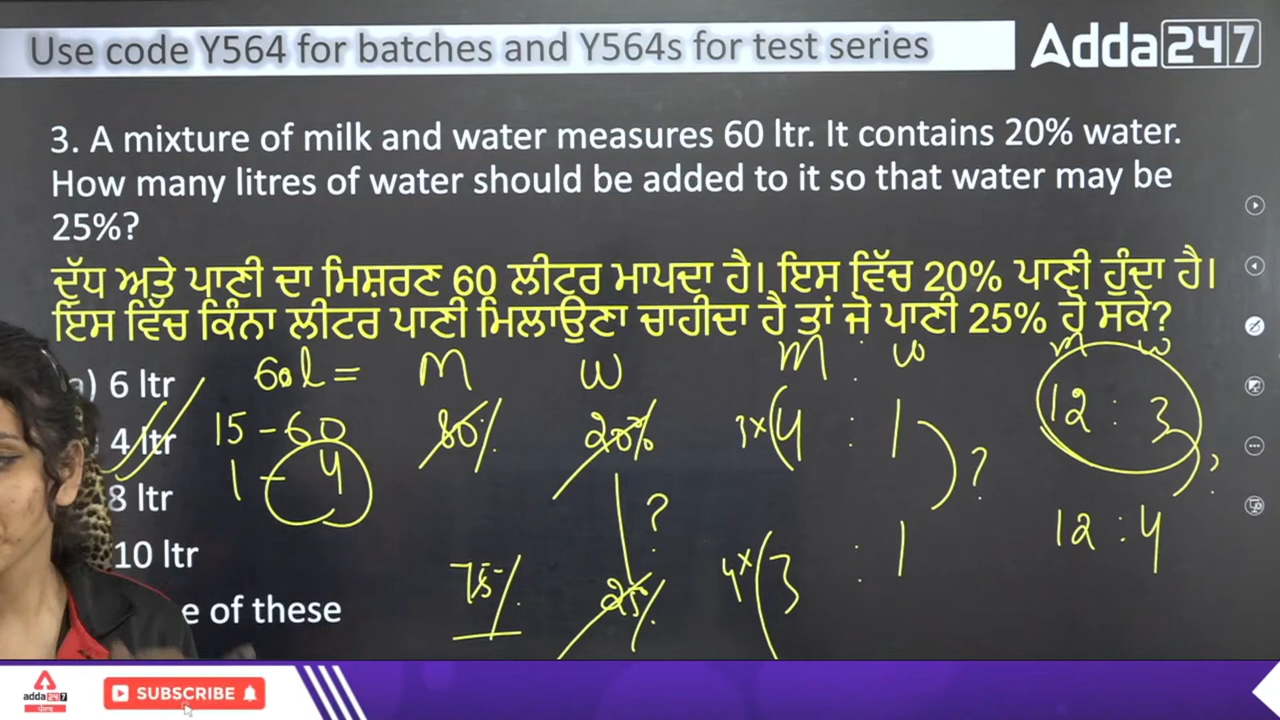 Use code Y564 for batches and Y564s for test series
Adda247
3. A mixture of milk and water measures 60 ltr. It contains 20% water.
How many litres of water should be added to it so that water may be
25%?
ਦੁੱਧ ਅਤੇ ਪਾਣੀ ਦਾ ਮਿਸ਼ਰਣ 60 ਲੀਟਰ ਮਾਪਦਾ ਹੈ। ਇਸ ਵਿੱਚ 20% ਪਾਣੀ ਹੁੰਦਾ ਹੈ।
ਇਸ ਵਿੱਚ ਕਿੰਨਾ ਲੀਟਰ ਪਾਣੀ ਮਿਲਾਉਣਾ ਚਾਹੀਦਾ ਹੈ ਤਾਂ ਜੋ ਪਾਣੀ 25% ਹੋ ਸਕੇ?
a) 6 ltr
4 ltr
8 ltr
10 ltr
e of these
60l = M W M : W M W
15 - 60 80% 20% 3x(4 : 1 12 : 3
1 - 4 ? ? ?
75% 25% 4x(3 : 1 12 : 4
adda247
ਪੰਜਾਬ
SUBSCRIBE